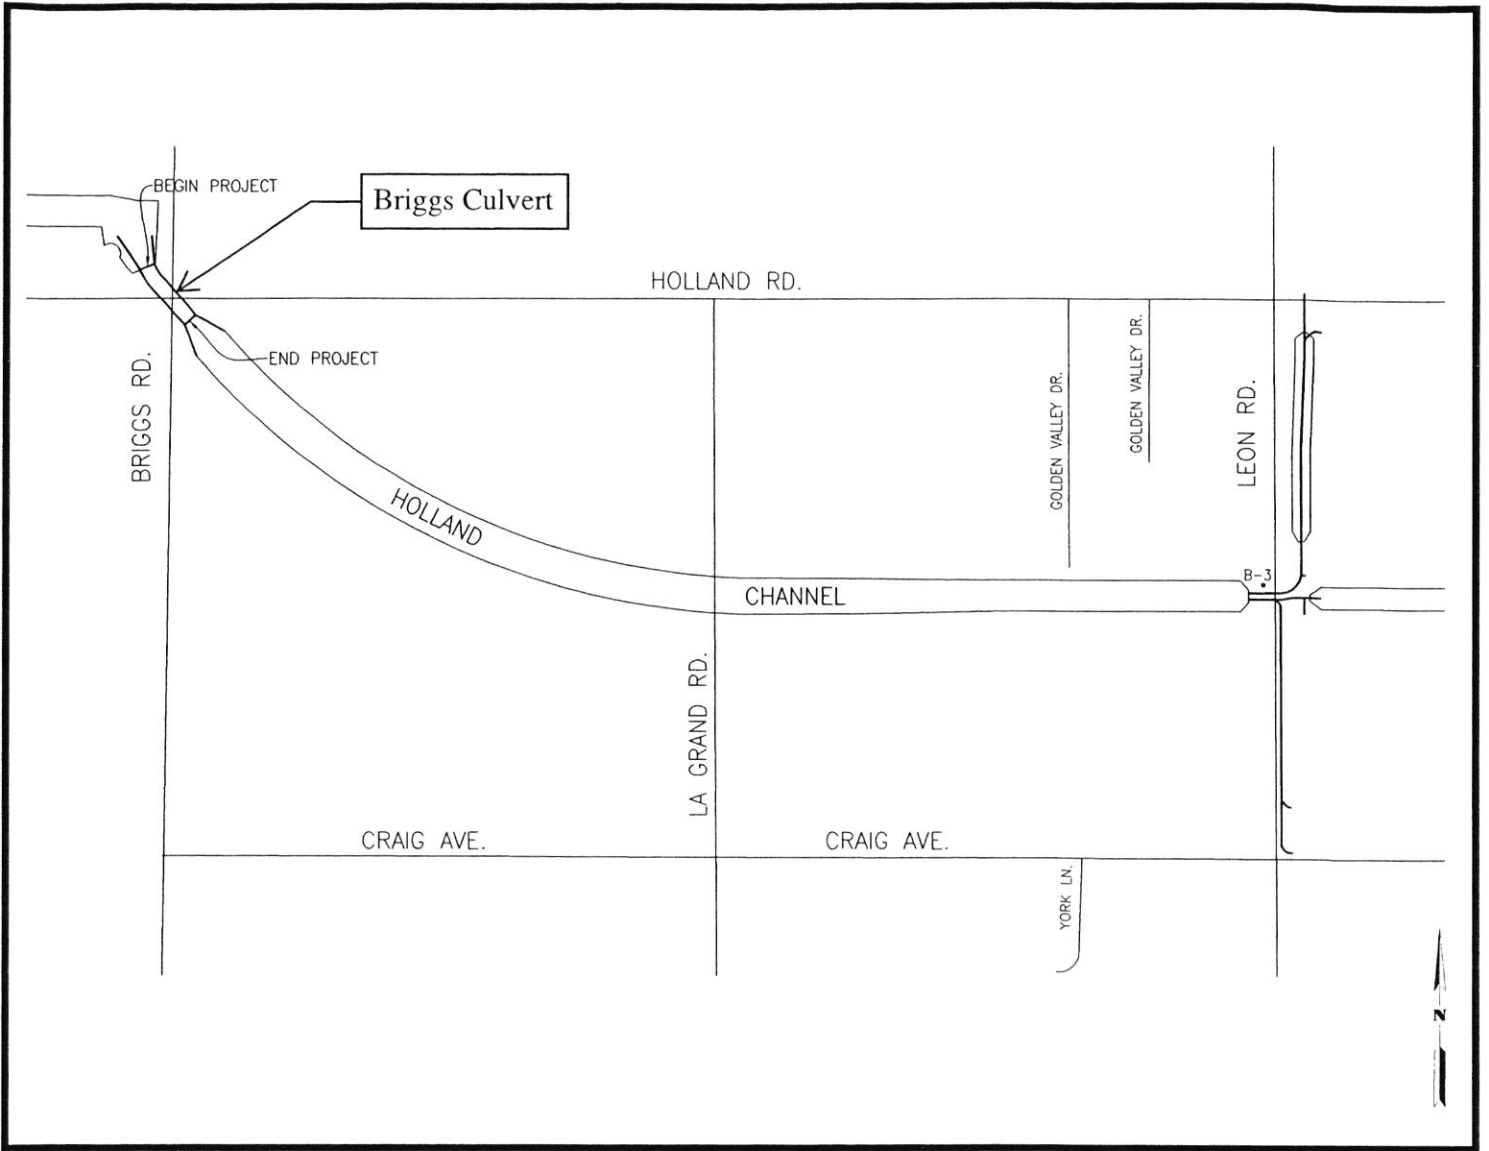 BEGIN PROJECT
Briggs Culvert
HOLLAND RD.
END PROJECT
BRIGGS RD.
GOLDEN VALLEY DR.
GOLDEN VALLEY DR.
LEON RD.
HOLLAND
CHANNEL
B-3
LA GRAND RD.
CRAIG AVE.
CRAIG AVE.
YORK LN.
N